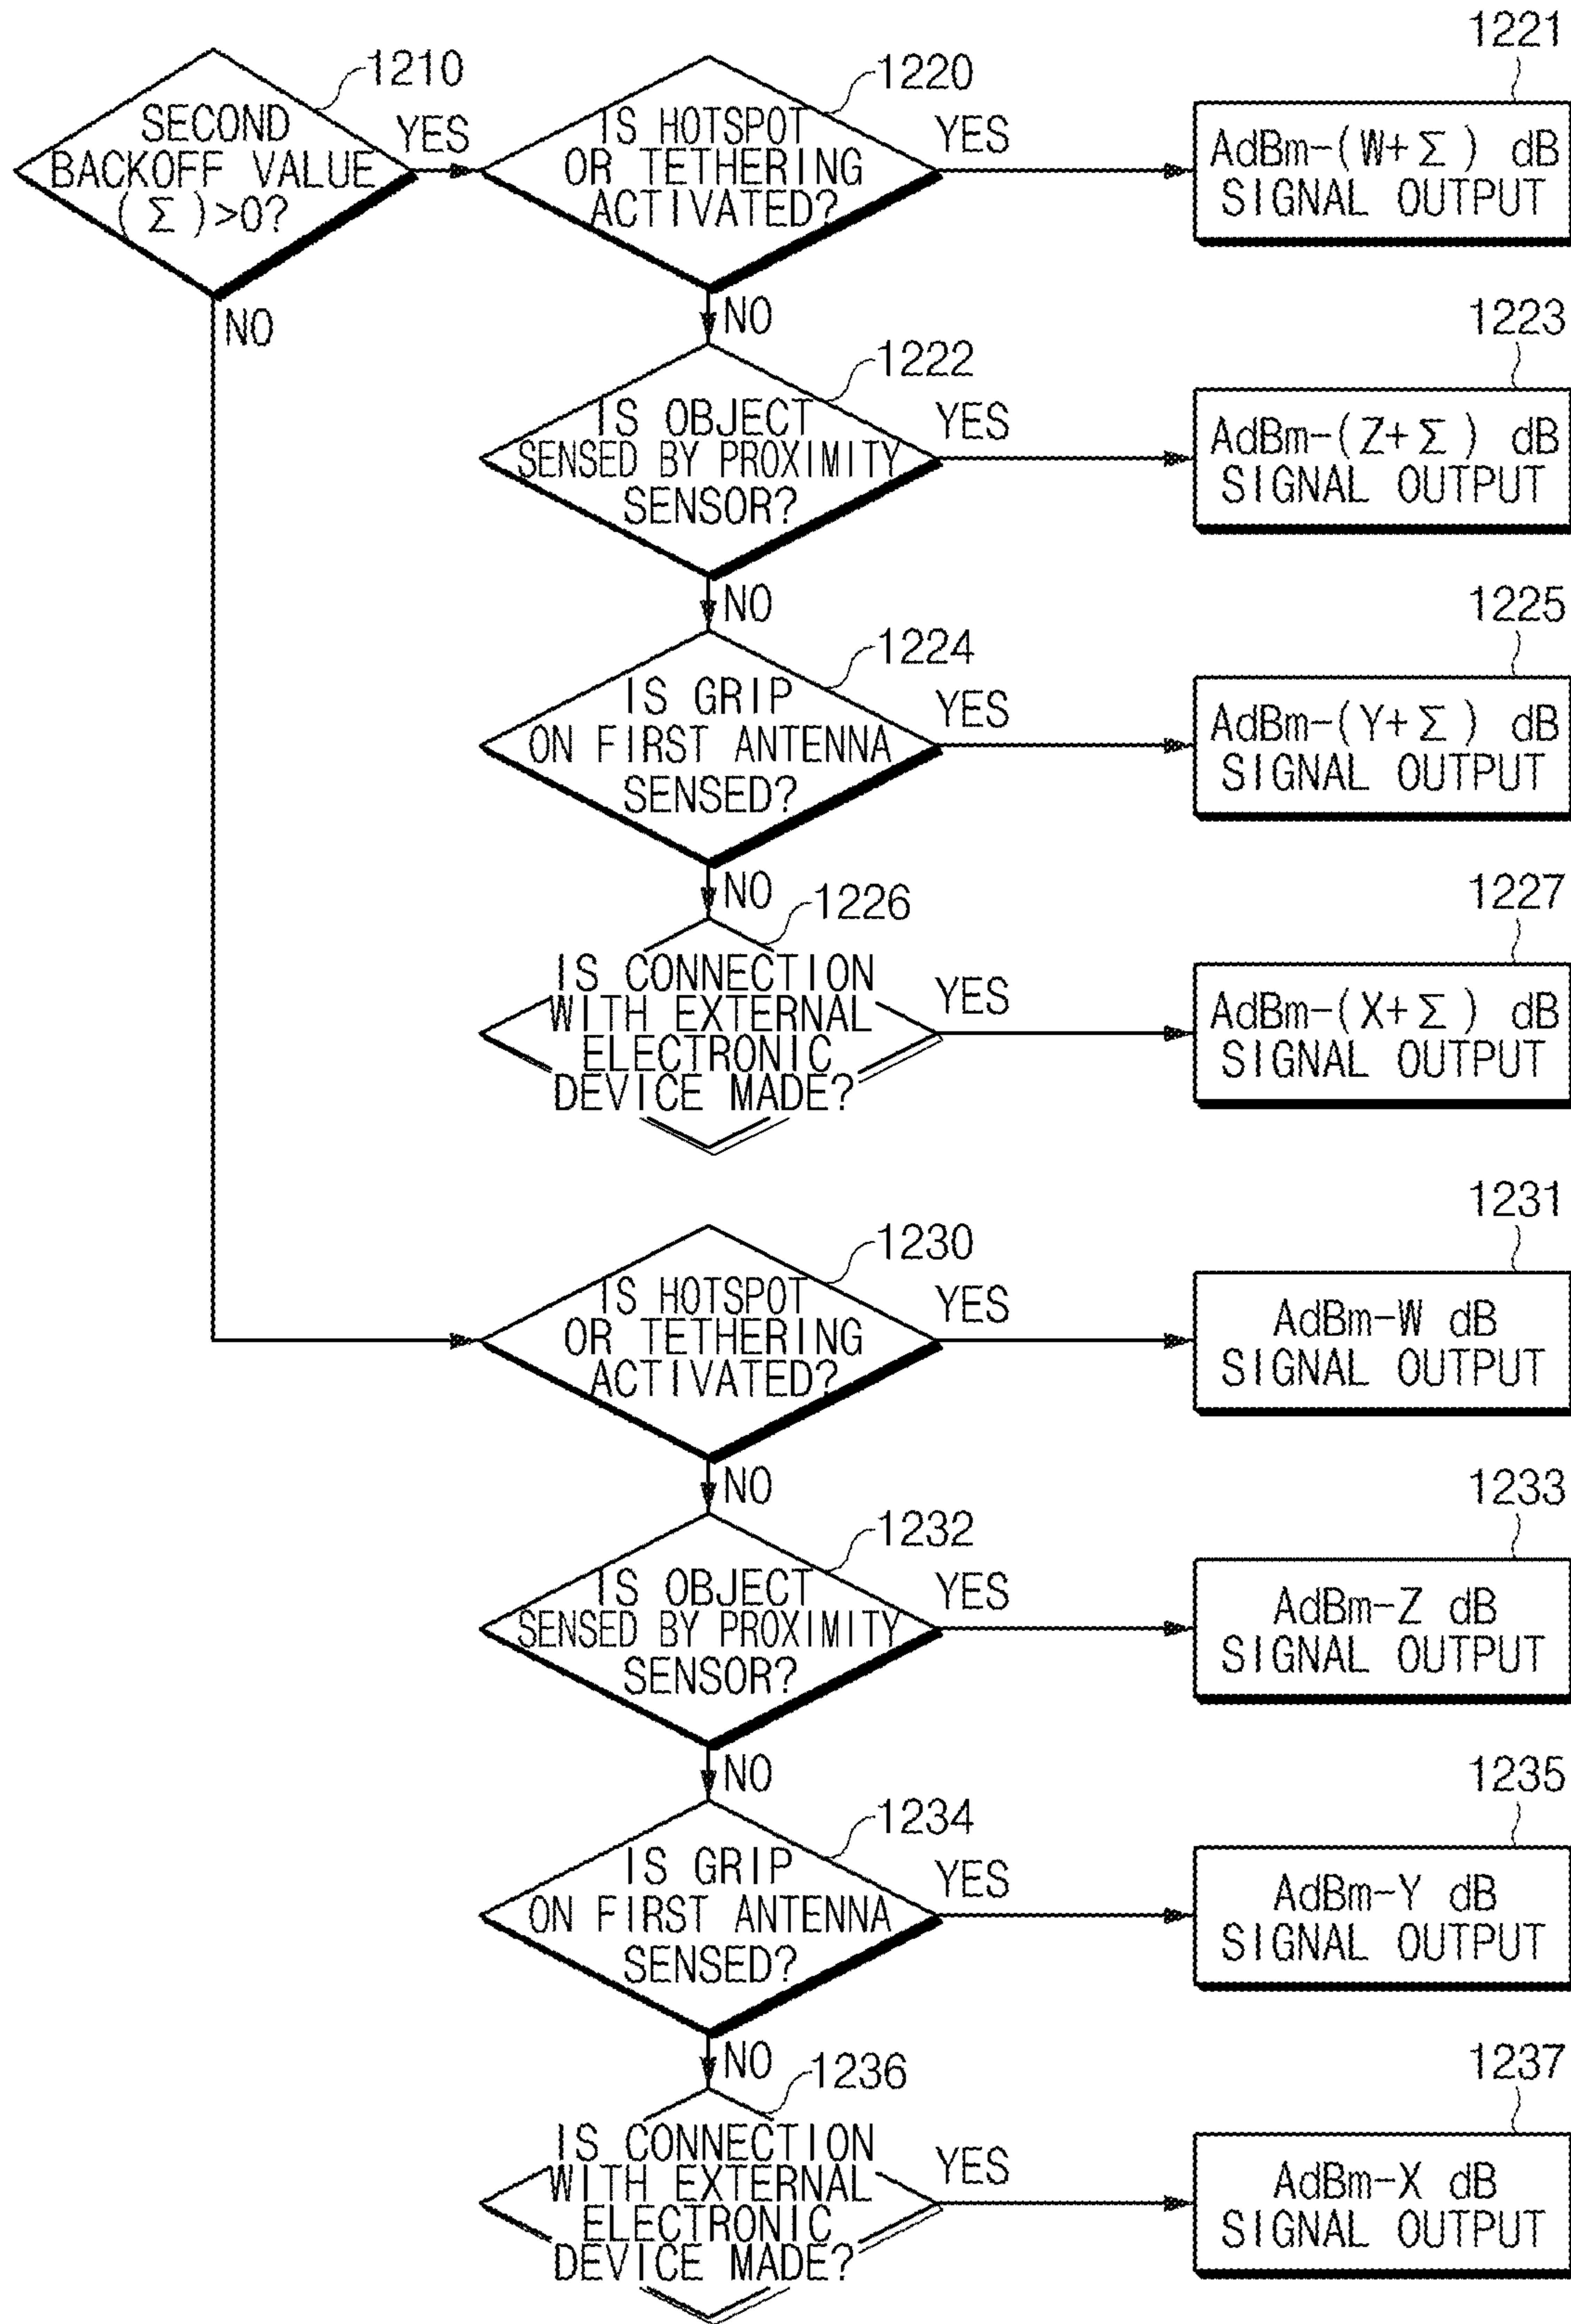 1210
SECOND
BACKOFF VALUE
(Σ)>0?
YES
NO
1220
IS HOTSPOT
OR TETHERING
ACTIVATED?
YES
NO
1221
AdBm-(W+Σ) dB
SIGNAL OUTPUT
1222
IS OBJECT
SENSED BY PROXIMITY
SENSOR?
YES
NO
1223
AdBm-(Z+Σ) dB
SIGNAL OUTPUT
1224
IS GRIP
ON FIRST ANTENNA
SENSED?
YES
NO
1225
AdBm-(Y+Σ) dB
SIGNAL OUTPUT
1226
IS CONNECTION
WITH EXTERNAL
ELECTRONIC
DEVICE MADE?
YES
1227
AdBm-(X+Σ) dB
SIGNAL OUTPUT
1230
IS HOTSPOT
OR TETHERING
ACTIVATED?
YES
NO
1231
AdBm-W dB
SIGNAL OUTPUT
1232
IS OBJECT
SENSED BY PROXIMITY
SENSOR?
YES
NO
1233
AdBm-Z dB
SIGNAL OUTPUT
1234
IS GRIP
ON FIRST ANTENNA
SENSED?
YES
NO
1235
AdBm-Y dB
SIGNAL OUTPUT
1236
IS CONNECTION
WITH EXTERNAL
ELECTRONIC
DEVICE MADE?
YES
1237
AdBm-X dB
SIGNAL OUTPUT